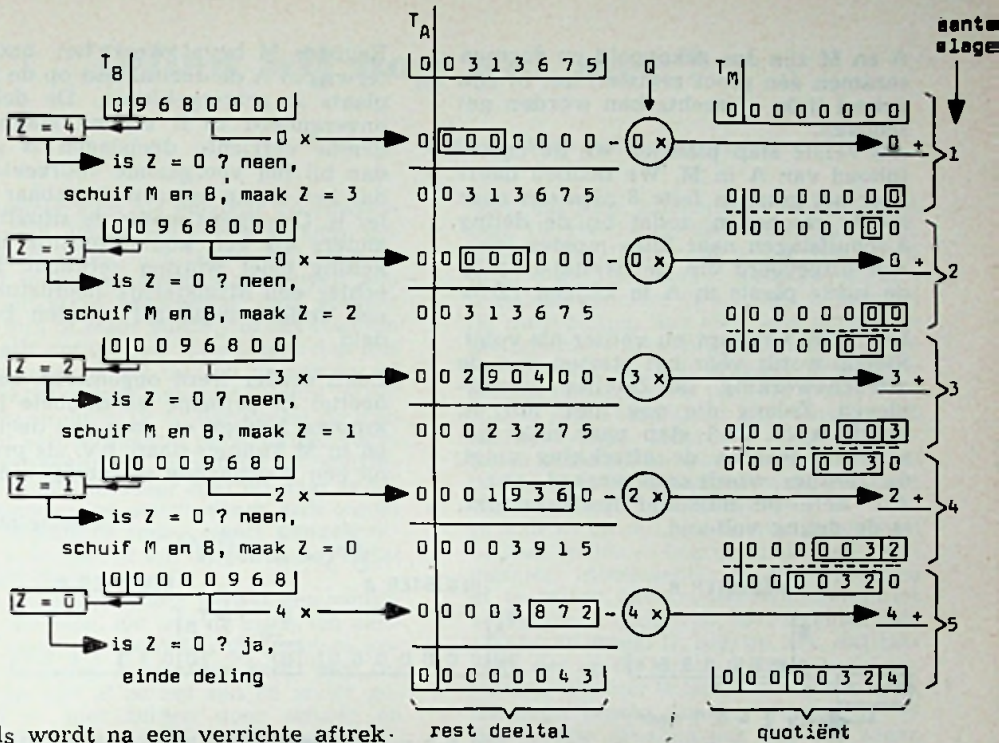 T_A
aantal
slagen
T_B
0 0 3 1 3 6 7 5
q
T_M
0 9 6 8 0 0 0 0
0 0 0 0 0 0 0 0
Z = 4
0 ×
0 0 0 0 0 0 0 0 -
0 ×
0 +
1
is Z = 0 ? neen,
schuif M en B, maak Z = 3
0 0 3 1 3 6 7 5
0 0 0 0 0 0 0 0
0 0 9 6 8 0 0 0
0 0 0 0 0 0 0 0
Z = 3
0 ×
0 0 0 0 0 0 0 0 -
0 ×
0 +
2
is Z = 0 ? neen,
schuif M en B, maak Z = 2
0 0 3 1 3 6 7 5
0 0 0 0 0 0 0 0
0 0 0 9 6 8 0 0
0 0 0 0 0 0 0 0
Z = 2
3 ×
0 0 2 9 0 4 0 0 -
3 ×
3 +
3
is Z = 0 ? neen,
schuif M en B, maak Z = 1
0 0 0 2 3 2 7 5
0 0 0 0 0 0 0 3
0 0 0 0 9 6 8 0
0 0 0 0 0 0 3 0
Z = 1
2 ×
0 0 0 1 9 3 6 0 -
2 ×
2 +
4
is Z = 0 ? neen,
schuif M en B, maak Z = 0
0 0 0 0 3 9 1 5
0 0 0 0 0 0 3 2
0 0 0 0 0 9 6 8
0 0 0 0 0 3 2 0
Z = 0
4 ×
0 0 0 0 3 8 7 2 -
4 ×
4 +
5
is Z = 0 ? ja,
einde deling
0 0 0 0 0 0 4 3
0 0 0 0 0 3 2 4
rest deeltal
quotiënt
ls wordt na een verrichte aftrek-